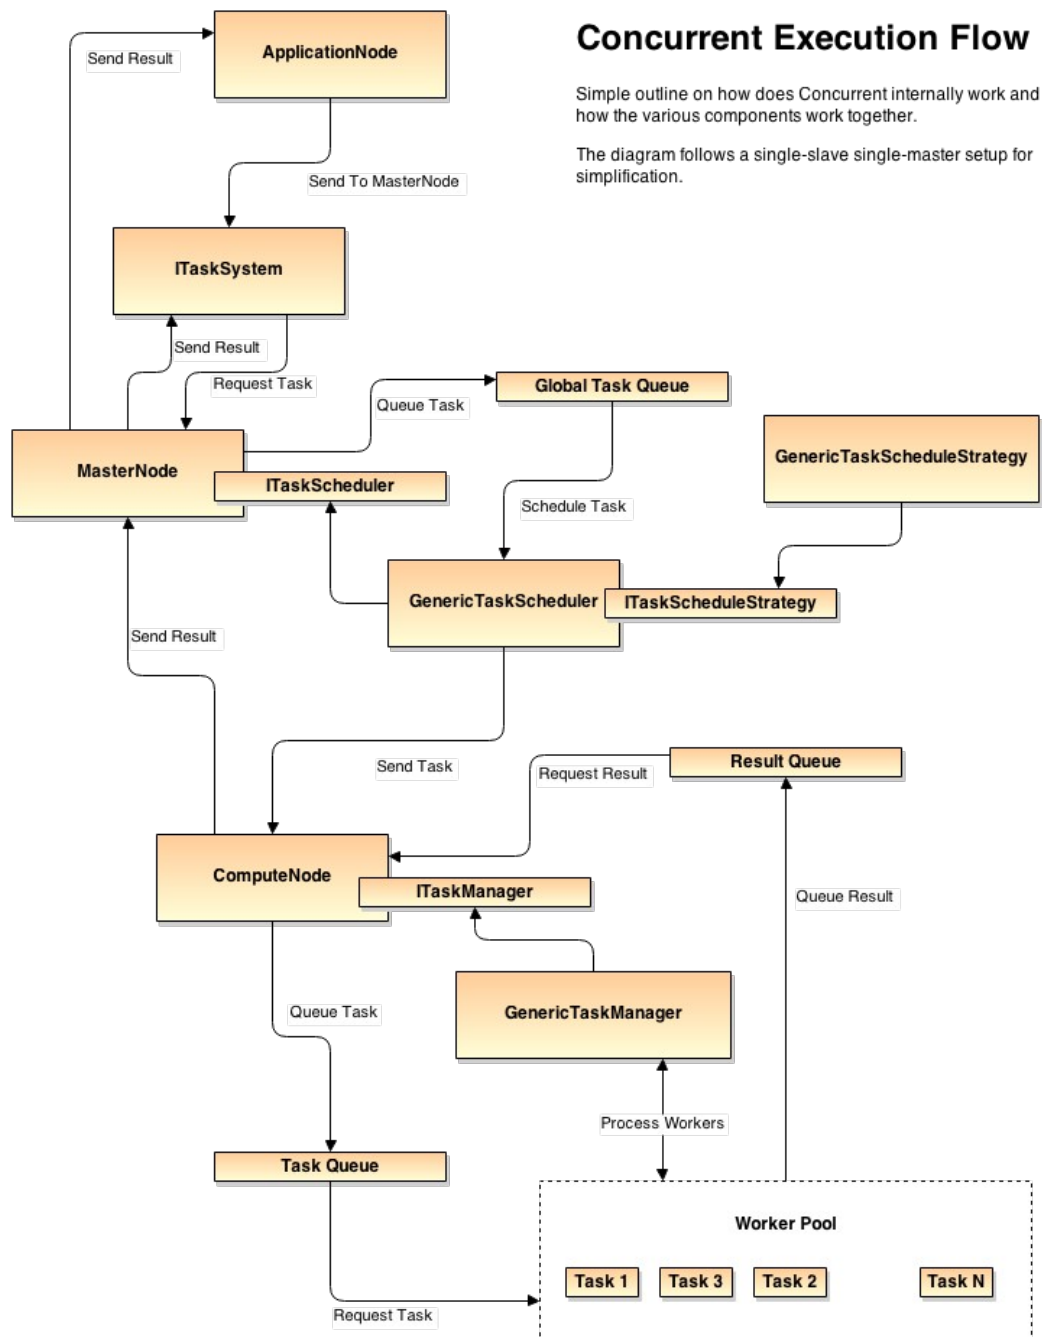 Concurrent Execution Flow
Simple outline on how does Concurrent internally work and
how the various components work together.
The diagram follows a single-slave single-master setup for
simplification.
ApplicationNode
Send Result
Send To MasterNode
ITaskSystem
Send Result
Request Task
Global Task Queue
Queue Task
MasterNode
ITaskScheduler
GenericTaskScheduleStrategy
Schedule Task
GenericTaskScheduler
ITaskScheduleStrategy
Send Result
Send Task
Request Result
Result Queue
ComputeNode
ITaskManager
Queue Result
Queue Task
GenericTaskManager
Process Workers
Task Queue
Worker Pool
Task 1
Task 3
Task 2
Task N
Request Task